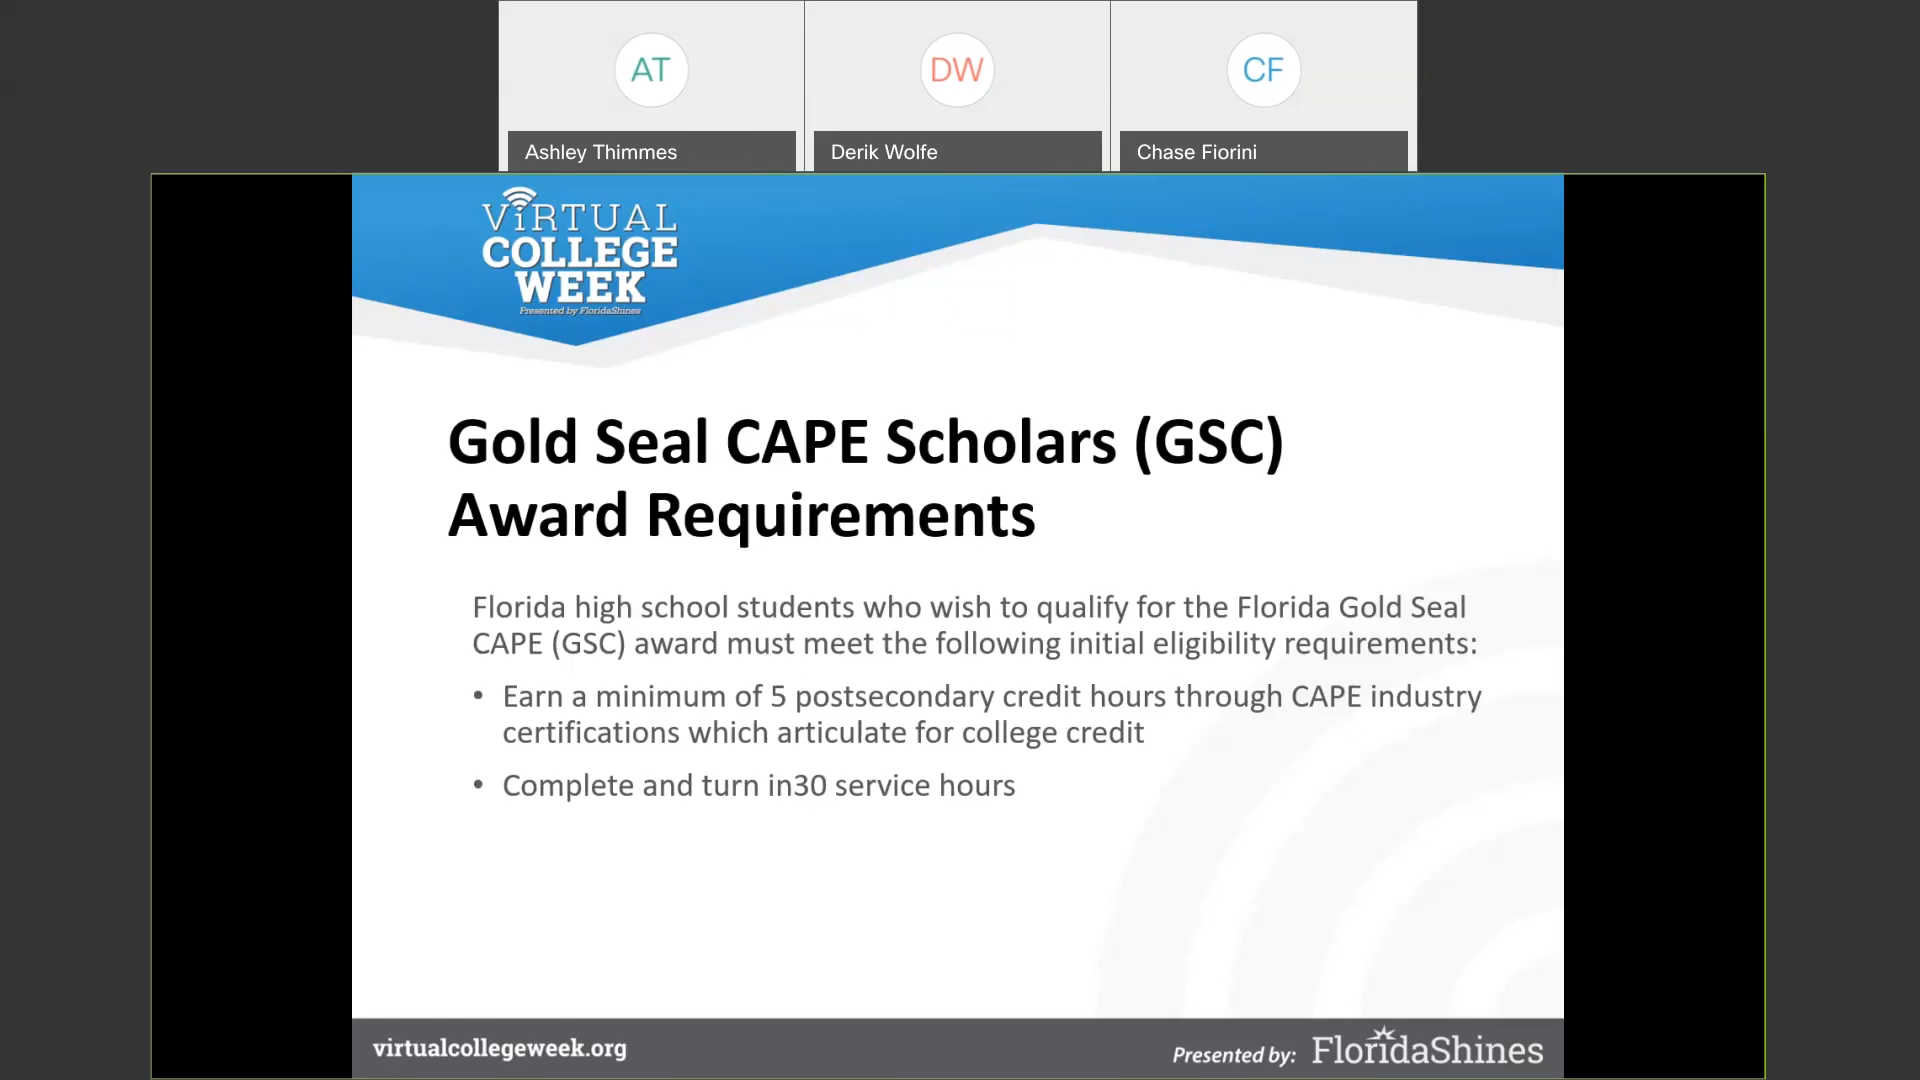 AT
DW
CF
Ashley Thimmes
Derik Wolfe
Chase Fiorini
ViRTUAL
COLLEGE
WEEK
Presented by FloridaShines
Gold Seal CAPE Scholars (GSC)
Award Requirements
Florida high school students who wish to qualify for the Florida Gold Seal
CAPE (GSC) award must meet the following initial eligibility requirements:
• Earn a minimum of 5 postsecondary credit hours through CAPE industry
certifications which articulate for college credit
• Complete and turn in30 service hours
virtualcollegeweek.org
Presented by: FloridaShines